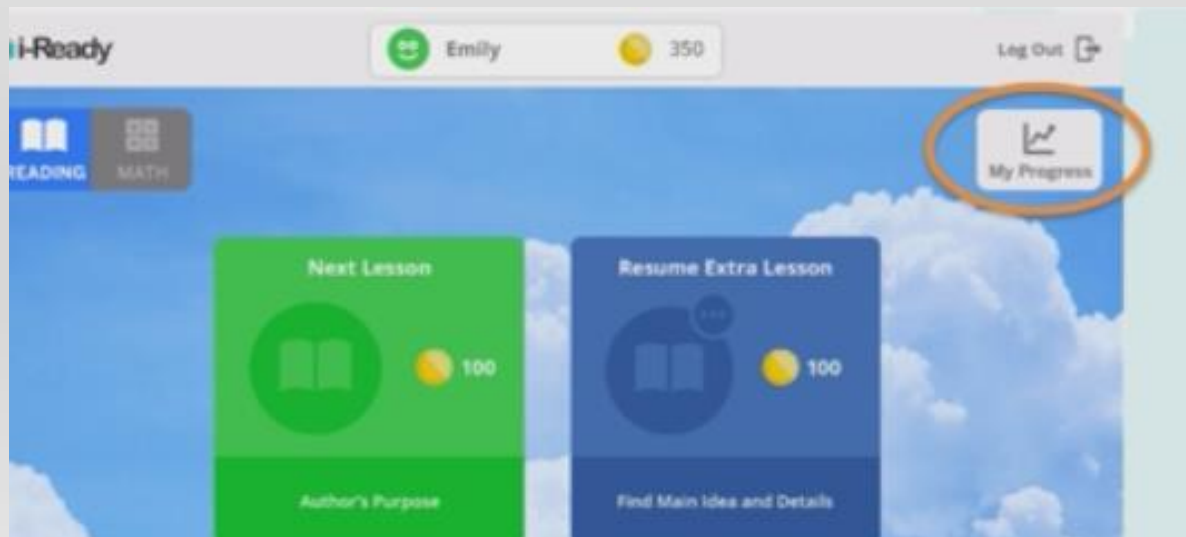 i-Ready
Emily 350
Log Out
READING
MATH
My Progress
Next Lesson
Resume Extra Lesson
100
100
Author's Purpose
Find Main Idea and Details